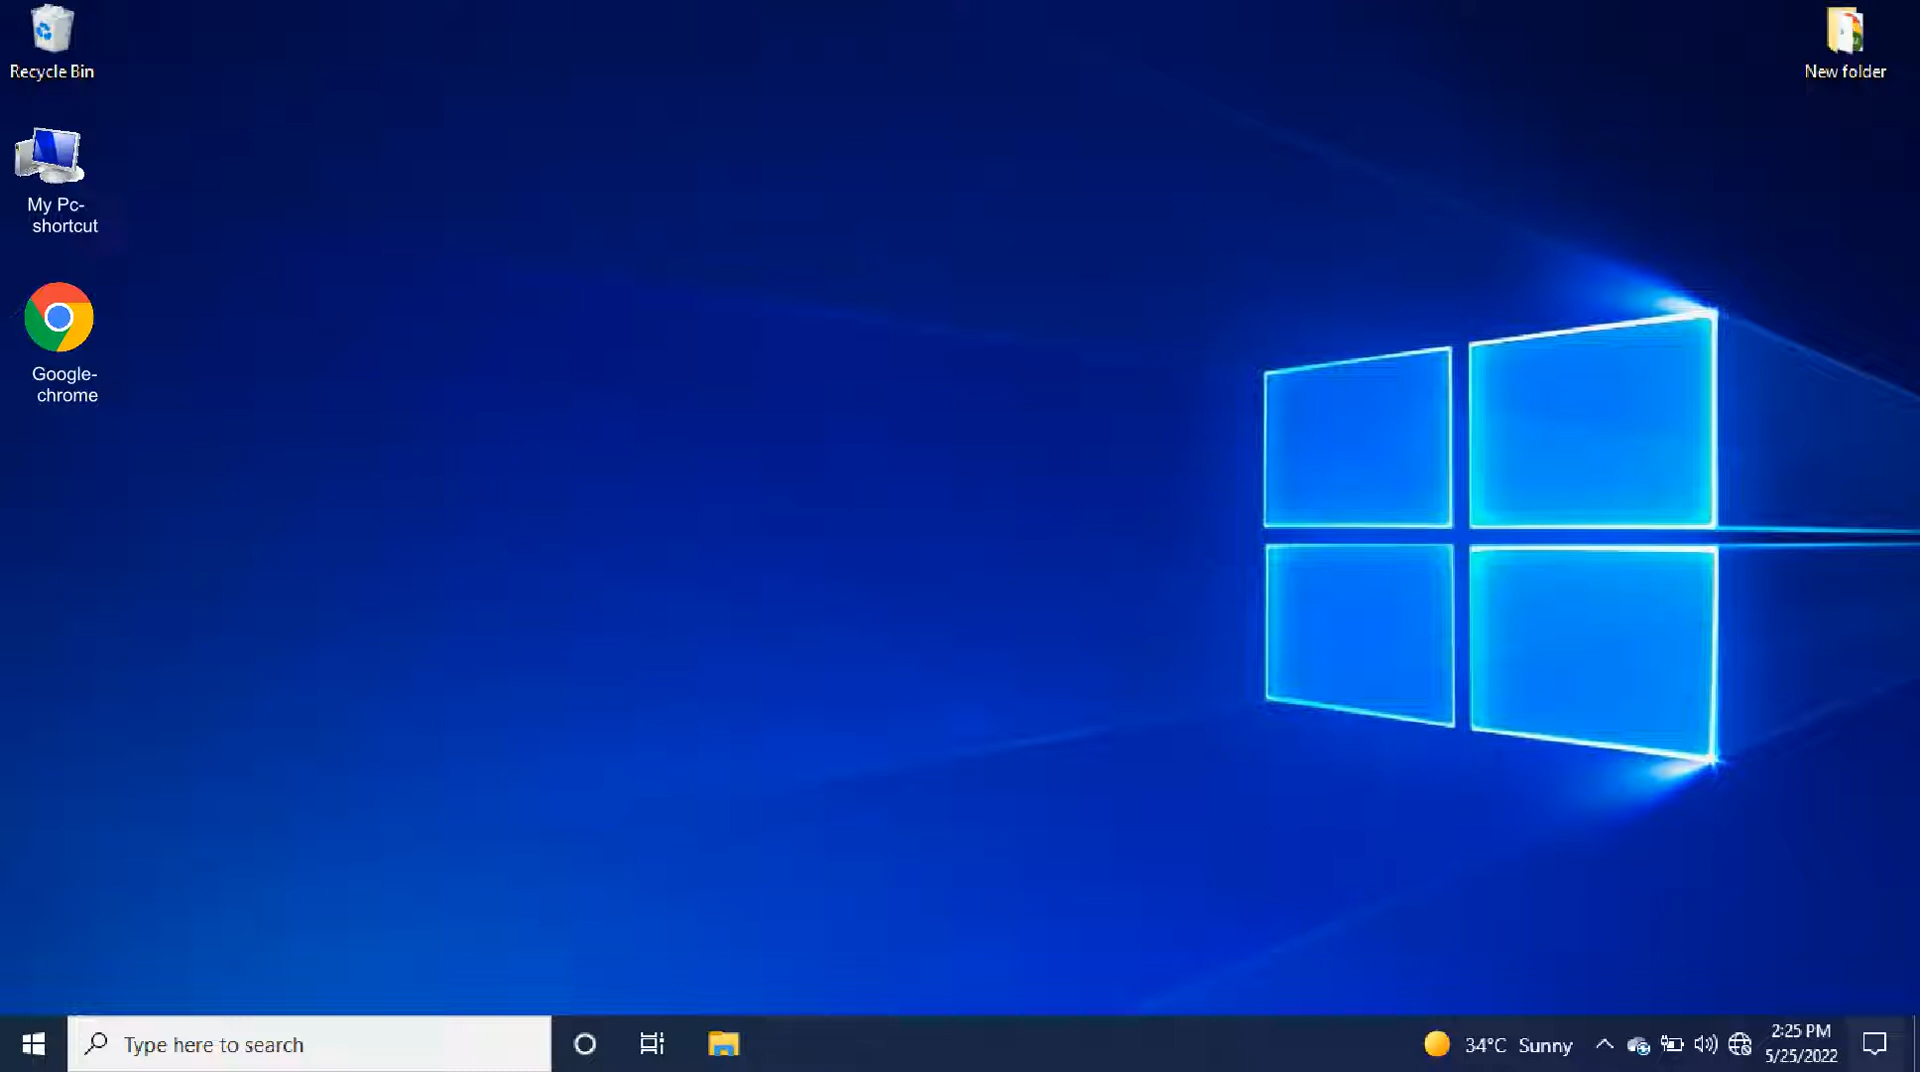 Recycle Bin
New folder
My Pc-
shortcut
Google-
chrome
Type here to search
34°C Sunny
2:25 PM
5/25/2022